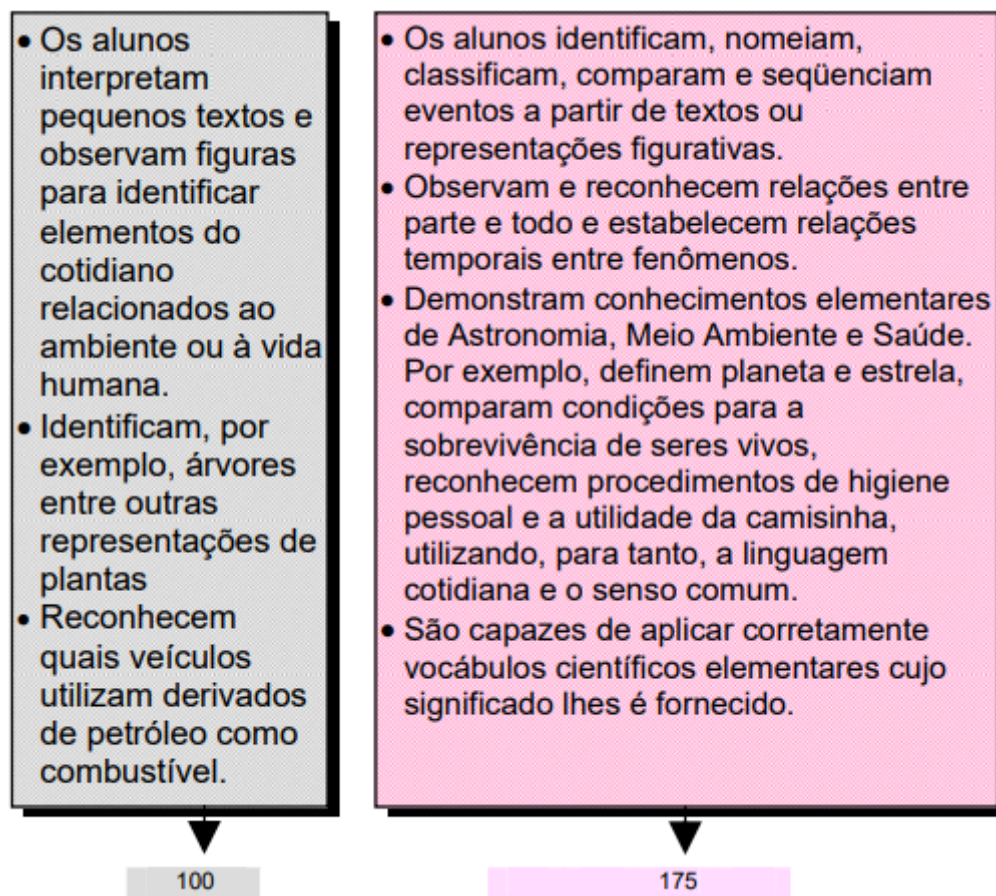 • Os alunos
interpretam
pequenos textos e
observam figuras
para identificar
elementos do
cotidiano
relacionados ao
ambiente ou à vida
humana.
• Identificam, por
exemplo, árvores
entre outras
representações de
plantas
• Reconhecem
quais veículos
utilizam derivados
de petróleo como
combustível.
100
• Os alunos identificam, nomeiam,
classificam, comparam e seqüenciam
eventos a partir de textos ou
representações figurativas.
• Observam e reconhecem relações entre
parte e todo e estabelecem relações
temporais entre fenômenos.
• Demonstram conhecimentos elementares
de Astronomia, Meio Ambiente e Saúde.
Por exemplo, definem planeta e estrela,
comparam condições para a
sobrevivência de seres vivos,
reconhecem procedimentos de higiene
pessoal e a utilidade da camisinha,
utilizando, para tanto, a linguagem
cotidiana e o senso comum.
• São capazes de aplicar corretamente
vocábulos científicos elementares cujo
significado lhes é fornecido.
175